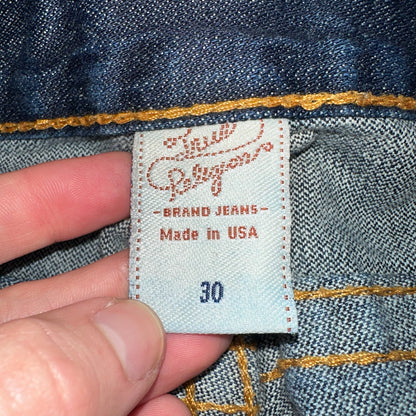 True
Religion
-BRAND JEANS-
Made in USA
30